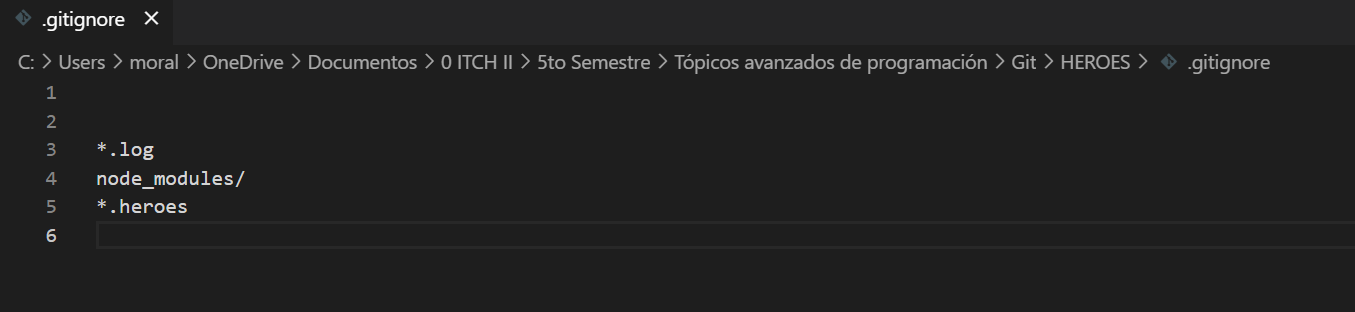 .gitignore
C: > Users > moral > OneDrive > Documentos > 0 ITCH II > 5to Semestre > Tópicos avanzados de programación > Git > HEROES > .gitignore
1
2
3 *.log
4 node_modules/
5 *.heroes
6